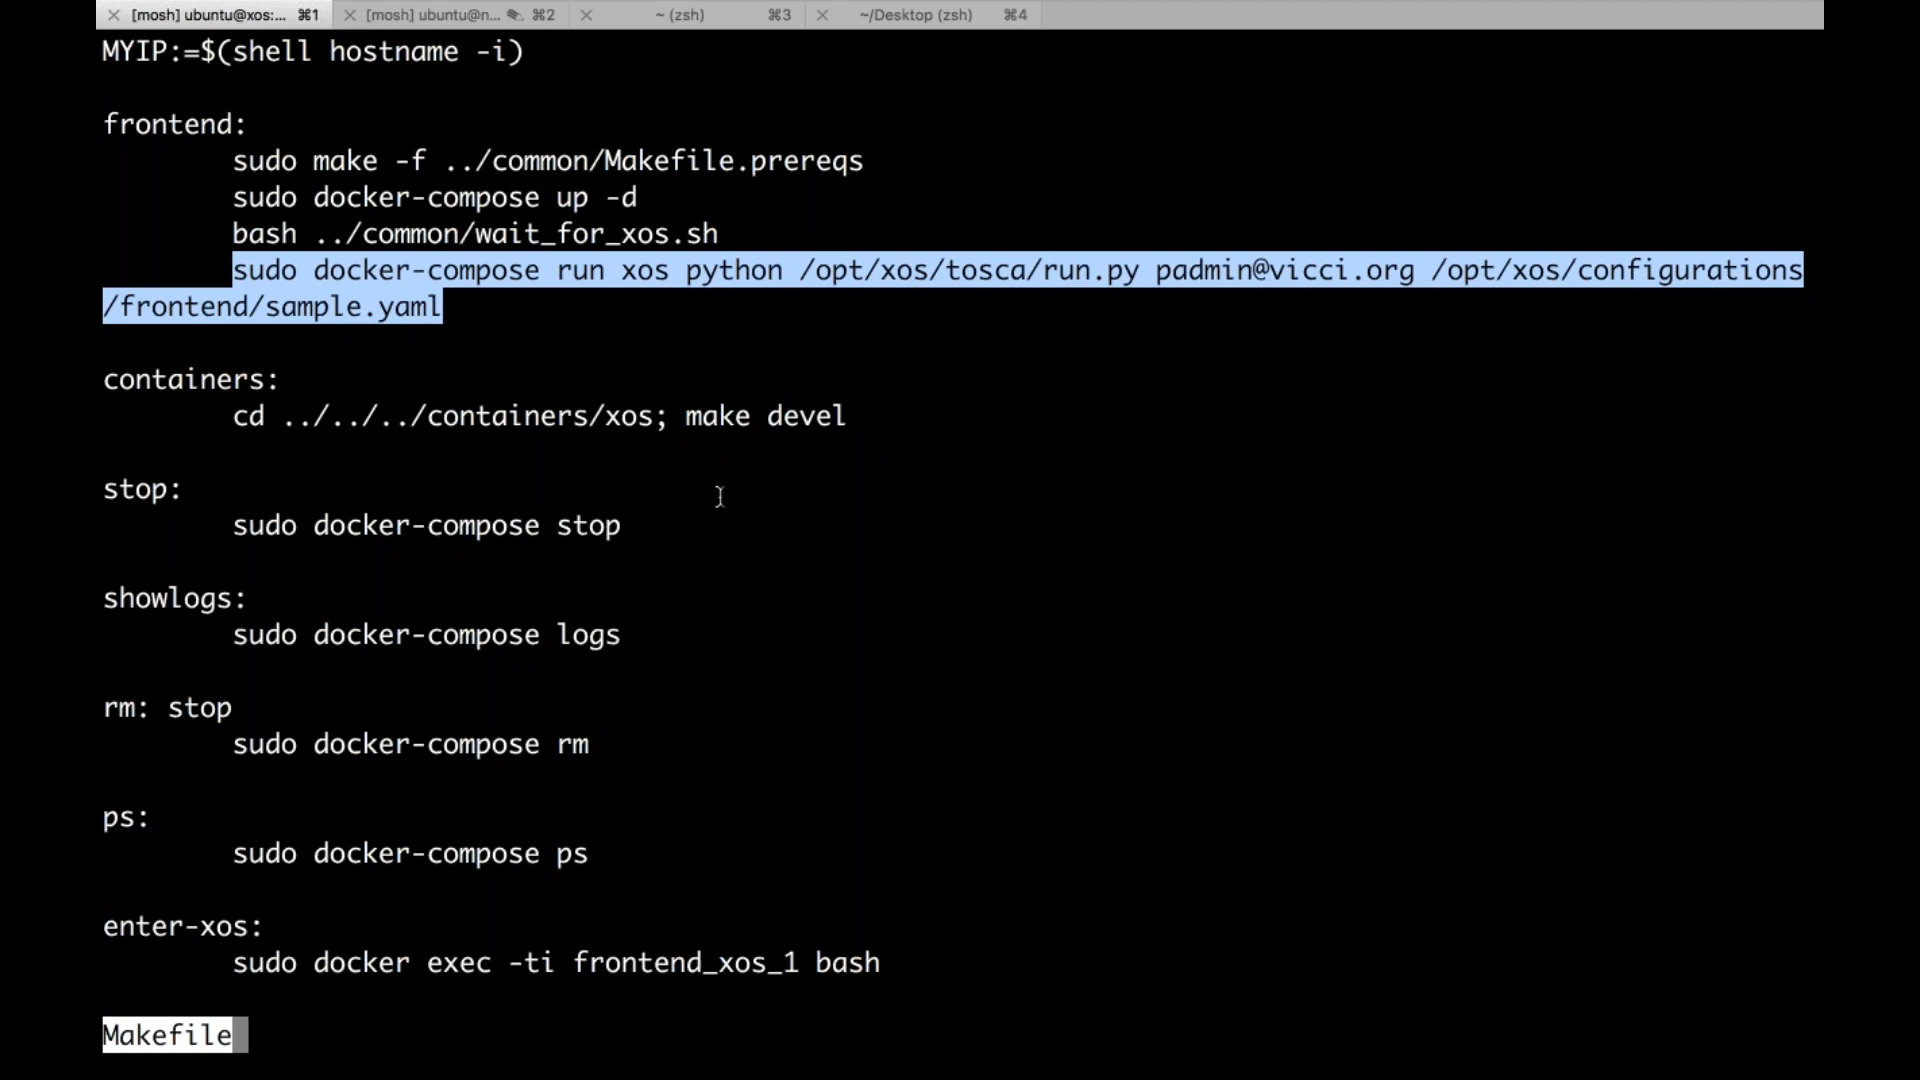 [mosh] ubuntu@xos:... ⌘1 [mosh] ubuntu@n... ⌘2 ~ (zsh) ⌘3 ~/Desktop (zsh) ⌘4
MYIP:=$(shell hostname -i)
frontend:
sudo make -f ../common/Makefile.prereqs
sudo docker-compose up -d
bash ../common/wait_for_xos.sh
sudo docker-compose run xos python /opt/xos/tosca/run.py padmin@vicci.org /opt/xos/configurations
/frontend/sample.yaml
containers:
cd ../../../containers/xos; make devel
stop:
sudo docker-compose stop
showlogs:
sudo docker-compose logs
rm: stop
sudo docker-compose rm
ps:
sudo docker-compose ps
enter-xos:
sudo docker exec -ti frontend_xos_1 bash
Makefile